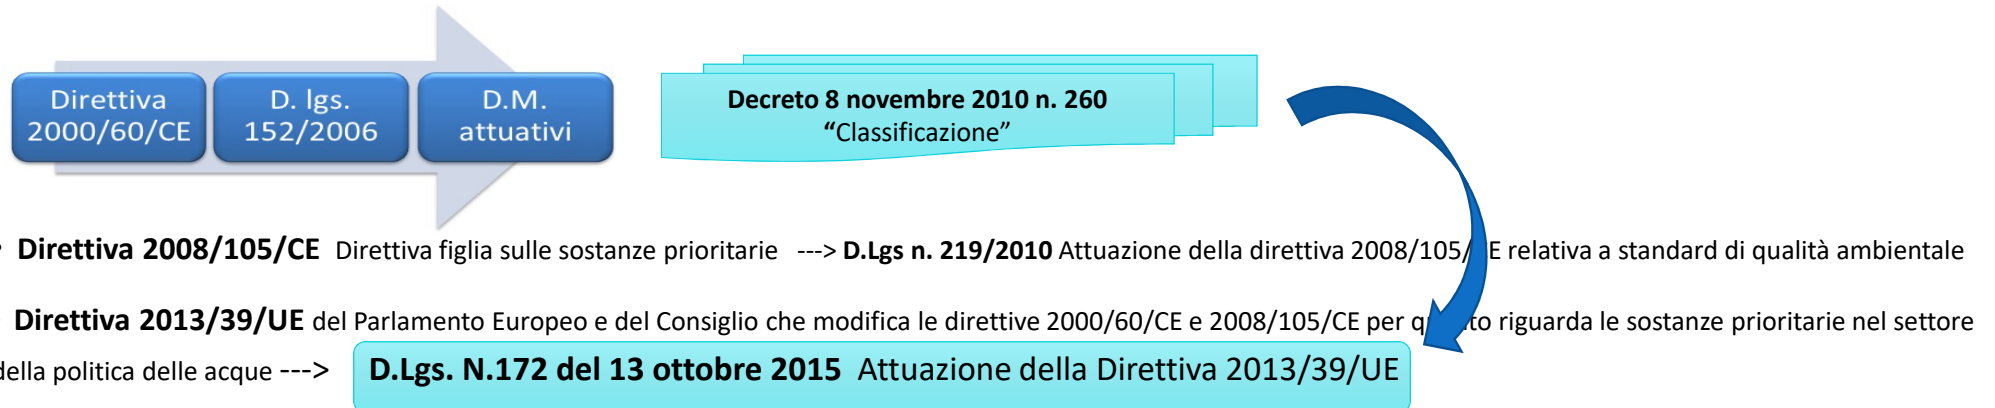 Direttiva
2000/60/CE
D. lgs.
152/2006
D.M.
attuativi
Decreto 8 novembre 2010 n. 260
“Classificazione”
• Direttiva 2008/105/CE Direttiva figlia sulle sostanze prioritarie ---> D.Lgs n. 219/2010 Attuazione della direttiva 2008/105/ E relativa a standard di qualità ambientale
Direttiva 2013/39/UE del Parlamento Europeo e del Consiglio che modifica le direttive 2000/60/CE e 2008/105/CE per riguarda le sostanze prioritarie nel settore
della politica delle acque ---> D.Lgs. N.172 del 13 ottobre 2015 Attuazione della Direttiva 2013/39/UE